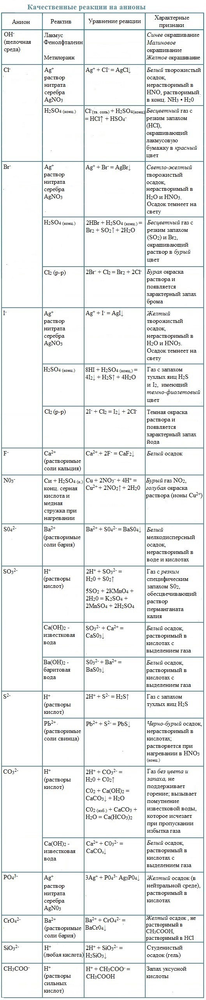 Качественные реакции на анионы
Анион
Реактив
Уравнение реакции
Характерные
признаки
OH-
(щелочная
среда)
Лакмус
Фенолфталеин
Метилоранж
Синее окрашивание
Малиновое
окрашивание
Желтое окрашивание
Cl-
Ag+
раствор
нитрата
серебра
AgNO3
Ag+ + CI- = AgCl↓
Белый творожистый
осадок,
нерастворимый в
HNO, растворимый
в конц. NH3 • H20
H2SO4 (конц.)
Cl-(тв. соль) + H2SO4(конц)
= HCl↑ + HSO4-
Бесцветный газ с
резким запахом
(HCl),
окрашивающий
лакмусовую
бумажку в красный
цвет
Br-
Ag+
раствор
нитрата
серебра
AgNO3
Ag+ + Br- = AgBr↓
Светло-желтый
творожистый
осадок,
нерастворимый в
H2O и HNO3.
Осадок темнеет на
свету
H2SO4 (конц.)
2HBr + H2SO4 (конц.) =
Br2 + SO2↑ + 2H2O
Бесцветный газ с
резким запахом
(SO2) и Br2,
окрашивающий
раствор в бурый
цвет
Cl2 (р-р)
2Br- + Cl2 = Br2 + 2Cl-
Бурая окраска
раствора и
появляется
характерный запах
брома
I-
Ag+
раствор
нитрата
серебра
AgNO3
Ag+ + I- = AgI↓
Желтый
творожистый
осадок,
нерастворимый в
H2O и HNO3.
Осадок темнеет на
свету
H2SO4 (конц.)
8HI + H2SO4 (конц,) =
4I2↓ + H2S↑ + 4H2O
Газ с запахом
тухлых яиц H2S
и I2, имеющий
темно-фиолетовый
цвет
Cl2 (р-р)
2I- + Cl2 = I2↓ + 2Cl-
Темная окраска
раствора и
появляется
характерный запах
йода
F-
Ca2+
(растворимые
соли кальция)
Ca2+ + 2F- = CaF2↓
Белый осадок
N03-
Си + H2SO4 (к.)
конц. серная
кислота и
медная
стружка при
нагревании
Cu + 2NO3- + 4H+ =
Cu2+ + 2NO2↑ + 2H20
Бурый газ NO2,
голубая окраска
раствора (ионы Cu2+)
S042-
Ba2+
(растворимые
соли бария)
Ba2+ + S042- = BaS04↓
Белый
мелкодисперсный
осадок,
нерастворимый в
воде и кислотах
SO32-
H+
(растворы
кислот)
2H+ + SO32- =
H20 + S02↑
5SO2 + 2KMnO4 +
2H20 = K2SO4 +
2MnSO4 + 2H2SO4
Газ с резким
специфическим
запахом S02,
обесцвечивающий
раствор
перманганата
калия
Ca(OH)2 -
известковая
вода
SO32- + Ca2+ =
CaS03↓
Белый осадок,
растворимый в
кислотах с
выделением газа
Ba(OH)2 -
баритовая
вода
S032- + Ba2+ =
BaS03↓
Белый осадок,
растворимый в
кислотах с
выделением газа
S2-
H+
(растворы
кислот)
2H+ + S2- = H2S↑
Газ с запахом
тухлых яиц H2S
РЬ2+
(растворимые
соли свинца)
Pb2+ + S2- = PbS↓
Черно-бурый осадок,
нерастворимый в
кислотах;
растворяется при
нагревании в HNO3
(конц.)
CO32-
H+
(растворы
кислот)
2H+ + CO32- =
H20 + C02↑
C02 + Ca(OH)2 =
CaCO3↓ + H2O
C02 (изб.) + CaCO3 +
H2O = Ca(HCO3)2
Газ без цвета и
запаха, не
поддерживает
горение; вызывает
помутнение
известковой воды,
которое исчезает
при пропускании
избытка газа
Ca(OH)2 -
известковая
вода
Ca2+ + C032- =
CaCO3↓
Белый осадок,
растворимый в
кислотах с
выделением газа
PO43-
Ag+
раствор
нитрата
серебра
AgN03
3Ag+ + P043- Ag3P04↓
Желтый осадок (в
нейтральной среде),
растворимый в
кислотах
CrO42-
Ba2+
(растворимые
соли бария)
Ba2+ + CrO42- =
BaCr04↓
Желтый осадок , не
растворимый в
CH3COOH,
растворимый в HCl
SiO32-
H+
(любая кислота)
2H+ + SiO32- =
H2SiO3↓
Студенистый
осадок (гель)
CH3COO-
H+
(растворы
сильных
кислот)
H+ + CH3COO- =
CH3COOH
Запах уксусной
кислоты